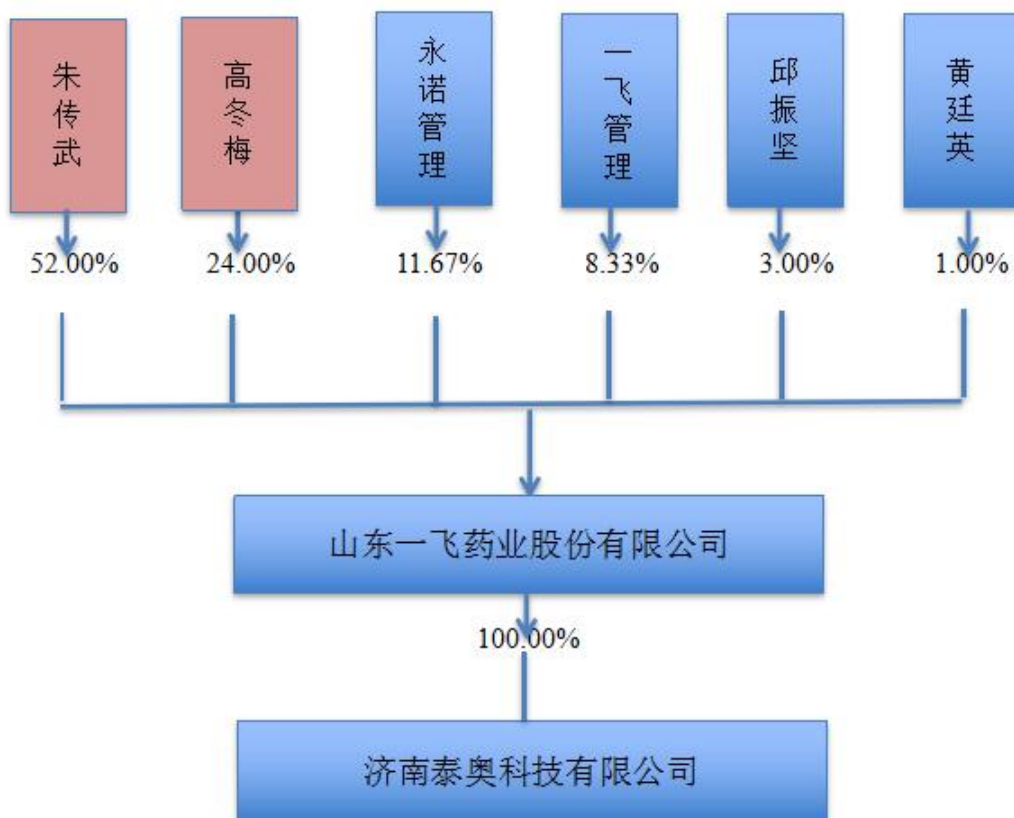 朱传武
高冬梅
永诺管理
一飞管理
邱振坚
黄廷英
52.00%
24.00%
11.67%
8.33%
3.00%
1.00%
山东一飞药业股份有限公司
100.00%
济南泰奥科技有限公司